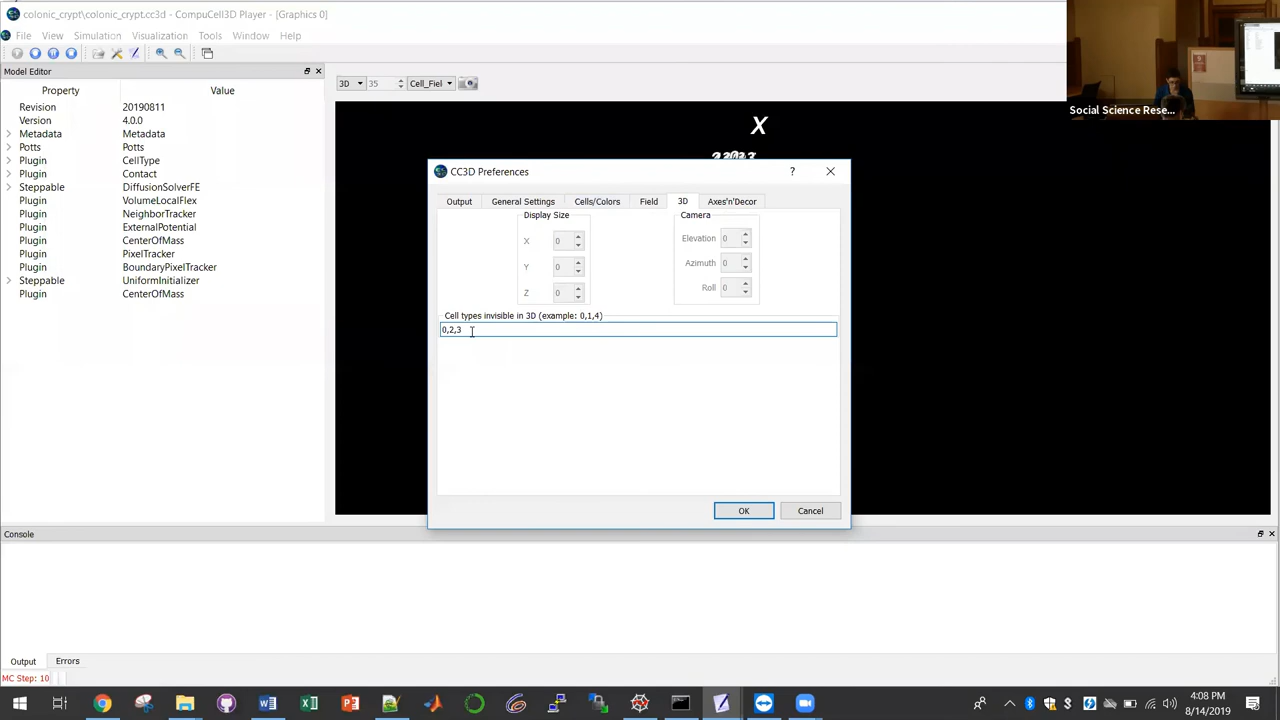 colonic_crypt\colonic_crypt.cc3d - CompuCell3D Player - [Graphics 0]
File View Simulation Visualization Tools Window Help
Model Editor
3D 35 Cell_Fiel
Property Value
Revision 20190811
Version 4.0.0
Metadata Metadata
Potts Potts
Plugin CellType
Plugin Contact
Steppable DiffusionSolverFE
Plugin VolumeLocalFlex
Plugin NeighborTracker
Plugin ExternalPotential
Plugin CenterOfMass
Plugin PixelTracker
Plugin BoundaryPixelTracker
Steppable UniformInitializer
Plugin CenterOfMass
Social Science Rese...
X
CC3D Preferences
Output General Settings Cells/Colors Field 3D Axes'n'Decor
Display Size Camera
X 0 Elevation 0
Y 0 Azimuth 0
Z 0 Roll 0
Cell types invisible in 3D (example: 0,1,4)
0,2,3
OK Cancel
Console
Output Errors
MC Step: 10
4:08 PM
8/14/2019